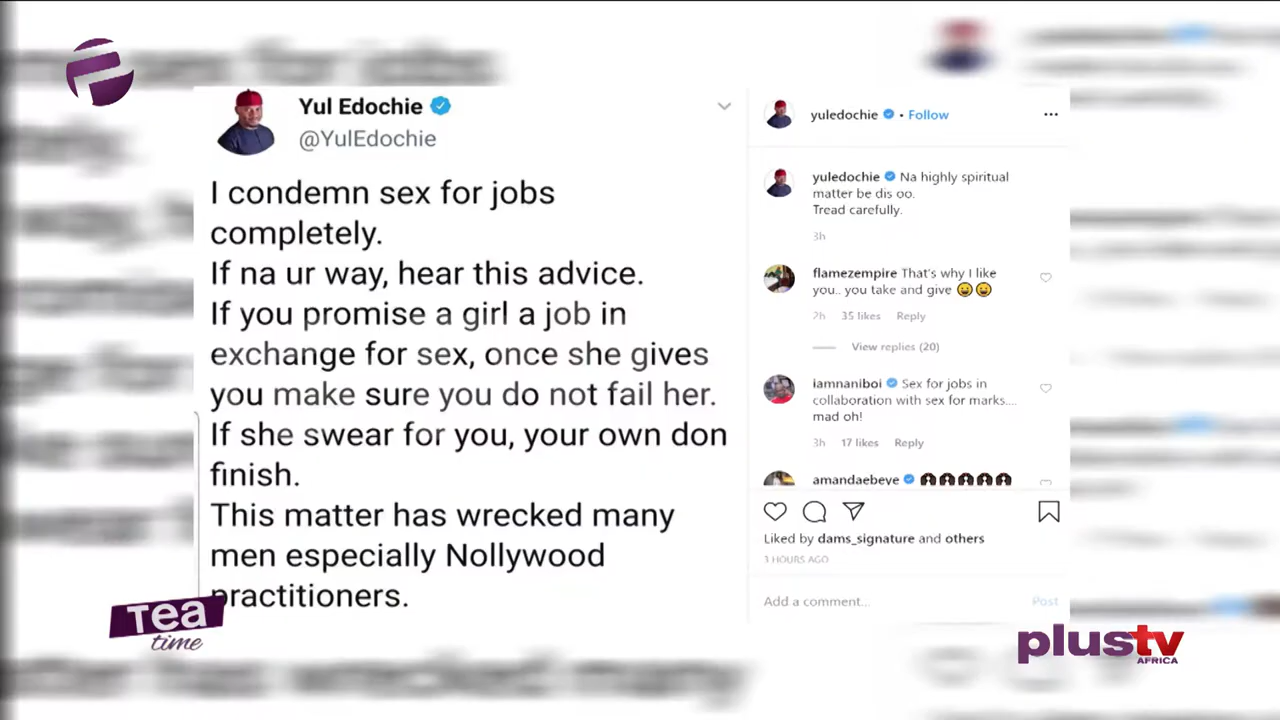 Yul Edochie
@YulEdochie
I condemn sex for jobs
completely.
If na ur way, hear this advice.
If you promise a girl a job in
exchange for sex, once she gives
you make sure you do not fail her.
If she swear for you, your own don
finish.
This matter has wrecked many
men especially Nollywood
practitioners.
yuledochie • Follow
yuledochie Na highly spiritual
matter be dis oo.
Tread carefully.
3h
flamezempire That's why I like
you.. you take and give 😜😜
2h 35 likes Reply
View replies (20)
iamnaniboi Sex for jobs in
collaboration with sex for marks....
mad oh!
3h 17 likes Reply
amandaebeye
Liked by dams_signature and others
3 HOURS AGO
Add a comment... Post
Tea
time
plustv
AFRICA